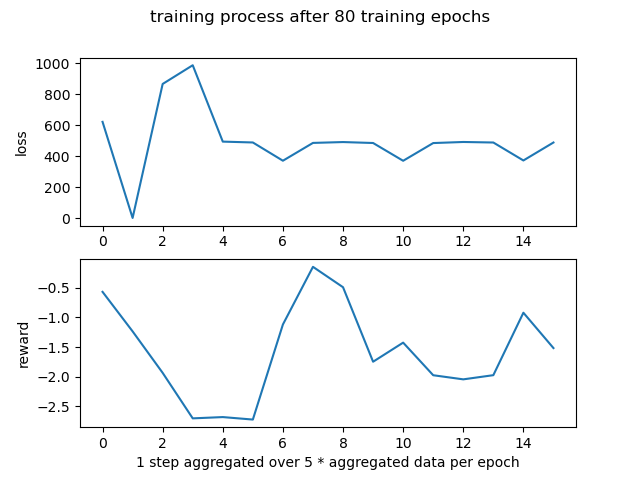 training process after 80 training epochs
1000
800
600
400
200
0
loss
0 2 4 6 8 10 12 14
−0.5
−1.0
−1.5
−2.0
−2.5
reward
0 2 4 6 8 10 12 14
1 step aggregated over 5 * aggregated data per epoch